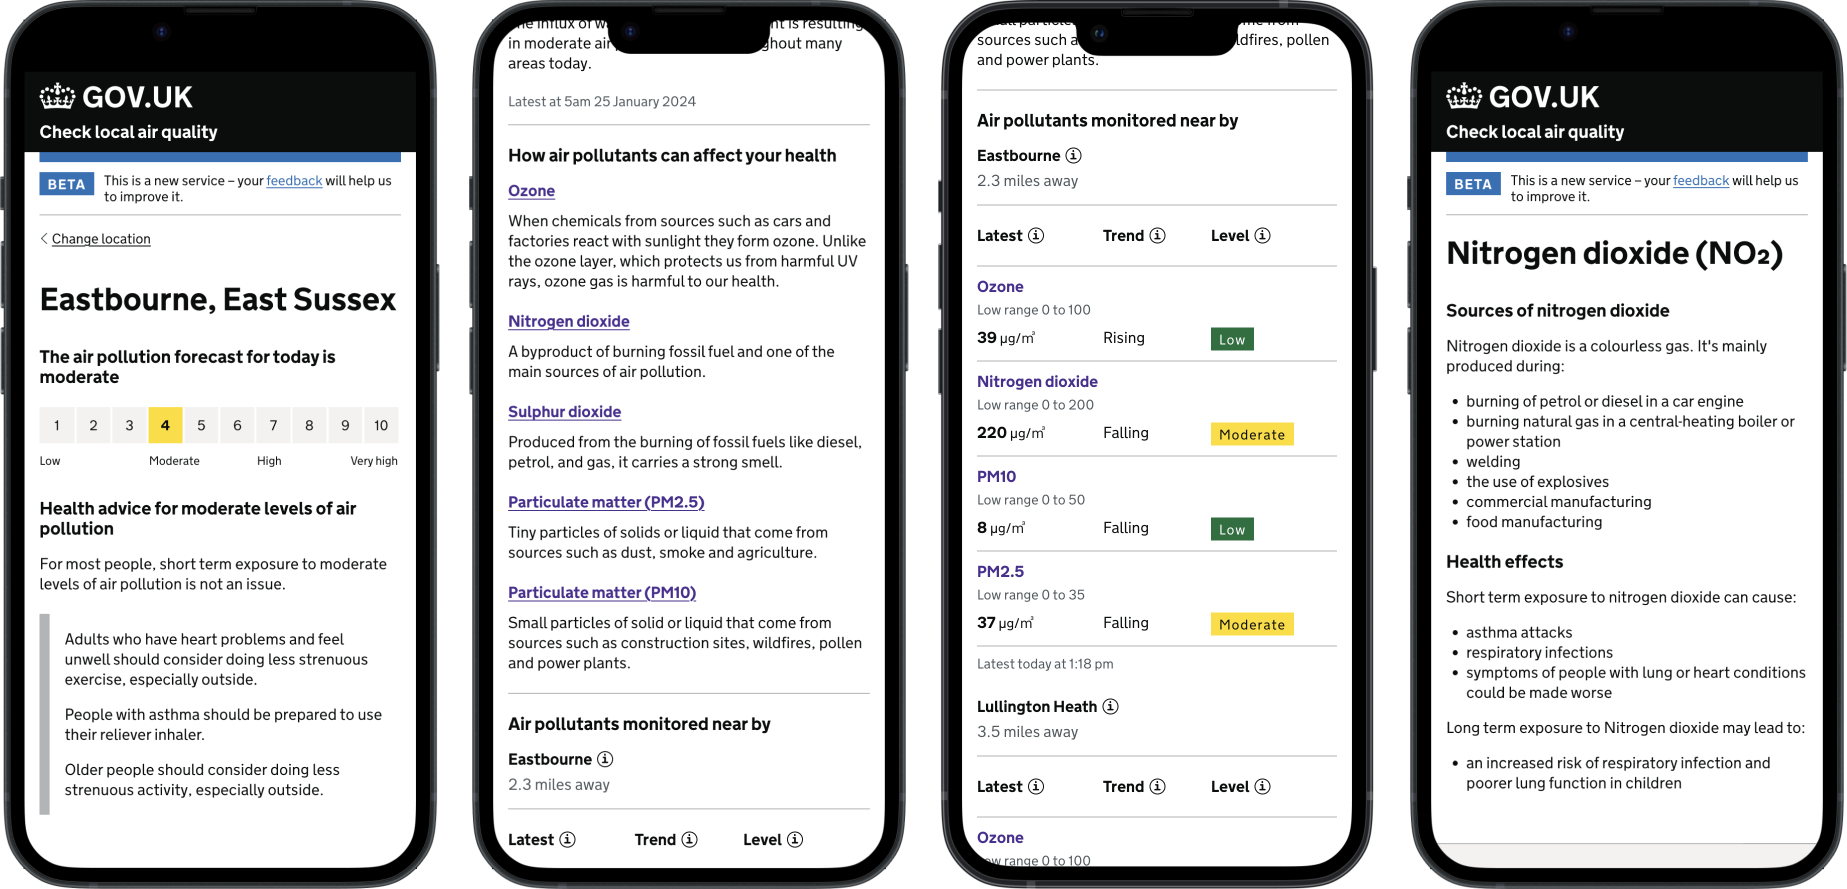 GOV.UK
Check local air quality
BETA
This is a new service – your feedback will help us
to improve it.
Change location
Eastbourne, East Sussex
The air pollution forecast for today is
moderate
1 2 3 4 5 6 7 8 9 10
Low Moderate High Very high
Health advice for moderate levels of air
pollution
For most people, short term exposure to moderate
levels of air pollution is not an issue.
Adults who have heart problems and feel
unwell should consider doing less strenuous
exercise, especially outside.
People with asthma should be prepared to use
their reliever inhaler.
Older people should consider doing less
strenuous activity, especially outside.
The influx of is resulting
in moderate many
areas today.
Latest at 5am 25 January 2024
How air pollutants can affect your health
Ozone
When chemicals from sources such as cars and
factories react with sunlight they form ozone. Unlike
the ozone layer, which protects us from harmful UV
rays, ozone gas is harmful to our health.
Nitrogen dioxide
A byproduct of burning fossil fuel and one of the
main sources of air pollution.
Sulphur dioxide
Produced from the burning of fossil fuels like diesel,
petrol, and gas, it carries a strong smell.
Particulate matter (PM2.5)
Tiny particles of solids or liquid that come from
sources such as dust, smoke and agriculture.
Particulate matter (PM10)
Small particles of solid or liquid that come from
sources such as construction sites, wildfires, pollen
and power plants.
Air pollutants monitored near by
Eastbourne
2.3 miles away
Latest Trend Level
sources such pollen
and power plants.
Air pollutants monitored near by
Eastbourne
2.3 miles away
Latest Trend Level
Ozone
Low range 0 to 100
39 µg/m³ Rising Low
Nitrogen dioxide
Low range 0 to 200
220 µg/m³ Falling Moderate
PM10
Low range 0 to 50
8 µg/m³ Falling Low
PM2.5
Low range 0 to 35
37 µg/m³ Falling Moderate
Latest today at 1:18 pm
Lullington Heath
3.5 miles away
Latest Trend Level
Ozone
Low range 0 to 100
GOV.UK
Check local air quality
BETA
This is a new service – your feedback will help us
to improve it.
Nitrogen dioxide (NO₂)
Sources of nitrogen dioxide
Nitrogen dioxide is a colourless gas. It's mainly
produced during:
• burning of petrol or diesel in a car engine
• burning natural gas in a central-heating boiler or
power station
• welding
• the use of explosives
• commercial manufacturing
• food manufacturing
Health effects
Short term exposure to nitrogen dioxide can cause:
• asthma attacks
• respiratory infections
• symptoms of people with lung or heart conditions
could be made worse
Long term exposure to Nitrogen dioxide may lead to:
• an increased risk of respiratory infection and
poorer lung function in children